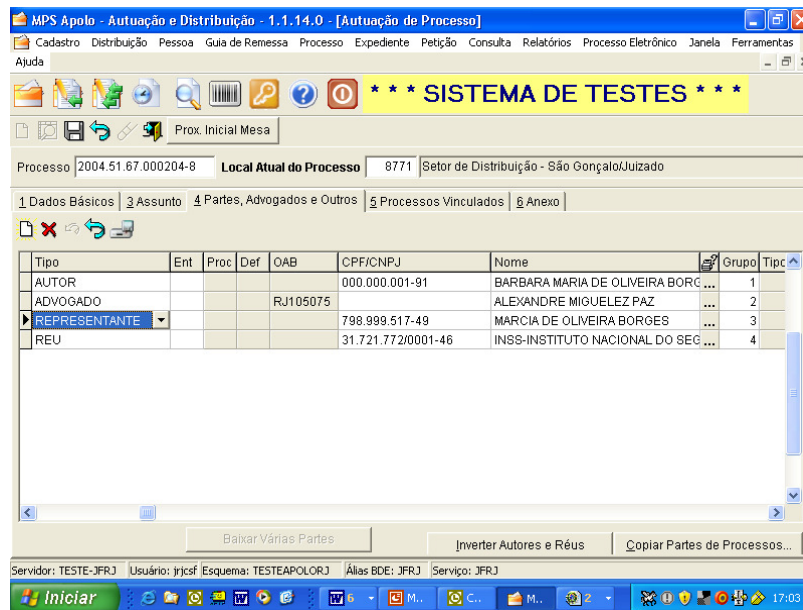 MPS Apolo - Autuação e Distribuição - 1.1.14.0 - [Autuação de Processo]
Cadastro Distribuição Pessoa Guia de Remessa Processo Expediente Petição Consulta Relatórios Processo Eletrônico Janela Ferramentas
Ajuda
* * * SISTEMA DE TESTES * * *
Prox. Inicial Mesa
Processo 2004.51.67.000204-8 Local Atual do Processo 8771 Setor de Distribuição - São Gonçalo/Juizado
1 Dados Básicos 3 Assunto 4 Partes, Advogados e Outros 5 Processos Vinculados 6 Anexo
Tipo Ent Proc Def OAB CPF/CNPJ Nome Grupo Tipo
AUTOR 000.000.001-91 BARBARA MARIA DE OLIVEIRA BORG ... 1
ADVOGADO RJ105075 ALEXANDRE MIGUELEZ PAZ ... 2
REPRESENTANTE 798.999.517-49 MARCIA DE OLIVEIRA BORGES ... 3
REU 31.721.772/0001-46 INSS-INSTITUTO NACIONAL DO SEG ... 4
Baixar Várias Partes Inverter Autores e Réus Copiar Partes de Processos...
Servidor: TESTE-JFRJ Usuário: jrjcsf Esquema: TESTEAPOLORJ Álias BDE: JFRJ Serviço: JFRJ
Iniciar 6 M.. C.. M.. 2 17:03